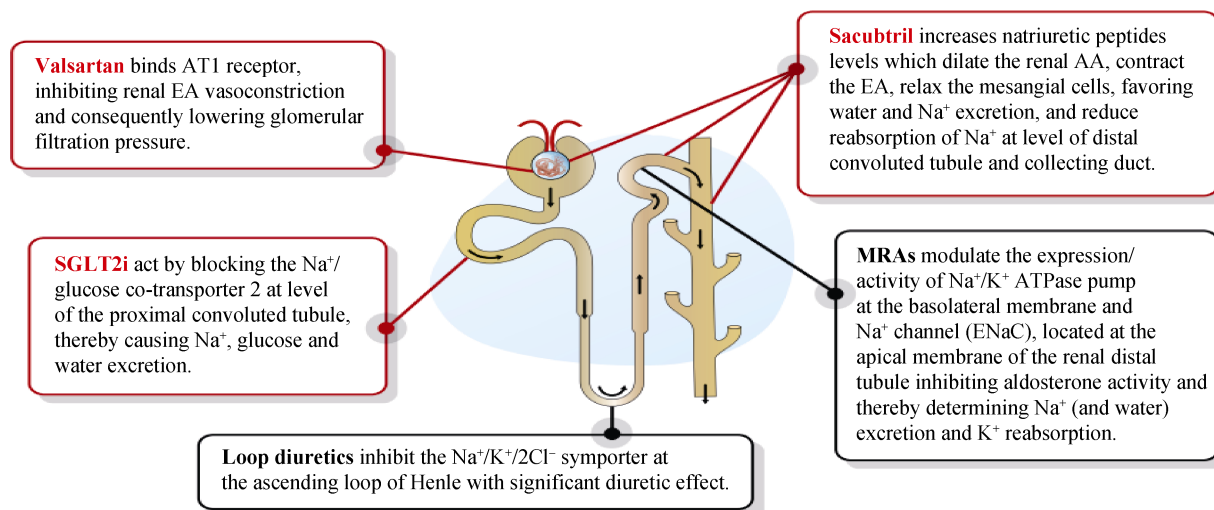 Valsartan binds AT1 receptor,
inhibiting renal EA vasoconstriction
and consequently lowering glomerular
filtration pressure.
Sacubtril increases natriuretic peptides
levels which dilate the renal AA, contract
the EA, relax the mesangial cells, favoring
water and Na⁺ excretion, and reduce
reabsorption of Na⁺ at level of distal
convoluted tubule and collecting duct.
SGLT2i act by blocking the Na⁺/
glucose co-transporter 2 at level
of the proximal convoluted tubule,
thereby causing Na⁺, glucose and
water excretion.
MRAs modulate the expression/
activity of Na⁺/K⁺ ATPase pump
at the basolateral membrane and
Na⁺ channel (ENaC), located at the
apical membrane of the renal distal
tubule inhibiting aldosterone activity and
thereby determining Na⁺ (and water)
excretion and K⁺ reabsorption.
Loop diuretics inhibit the Na⁺/K⁺/2Cl⁻ symporter at
the ascending loop of Henle with significant diuretic effect.